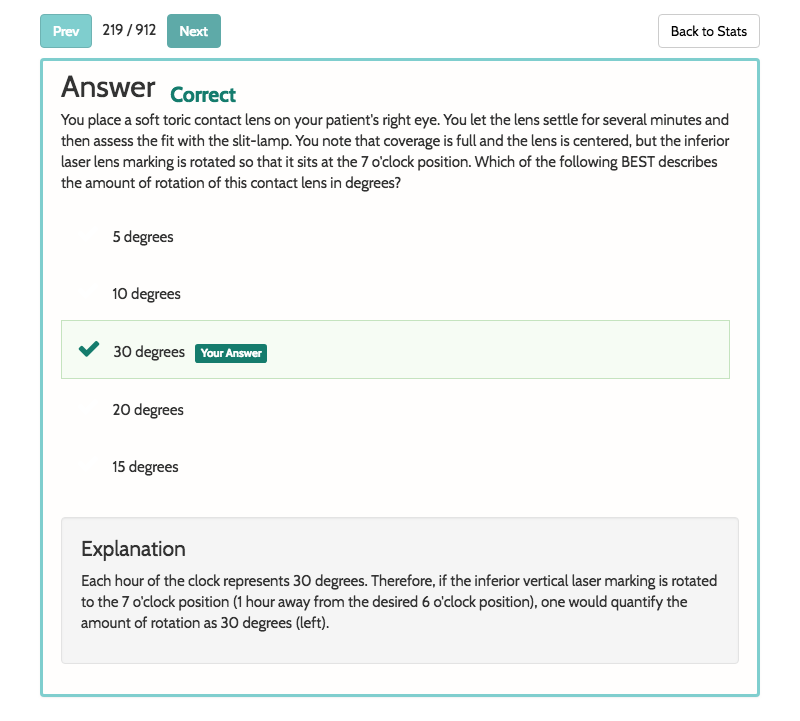 Prev 219 / 912 Next Back to Stats
Answer Correct
You place a soft toric contact lens on your patient's right eye. You let the lens settle for several minutes and
then assess the fit with the slit-lamp. You note that coverage is full and the lens is centered, but the inferior
laser lens marking is rotated so that it sits at the 7 o'clock position. Which of the following BEST describes
the amount of rotation of this contact lens in degrees?
5 degrees
10 degrees
30 degrees Your Answer
20 degrees
15 degrees
Explanation
Each hour of the clock represents 30 degrees. Therefore, if the inferior vertical laser marking is rotated
to the 7 o'clock position (1 hour away from the desired 6 o'clock position), one would quantify the
amount of rotation as 30 degrees (left).